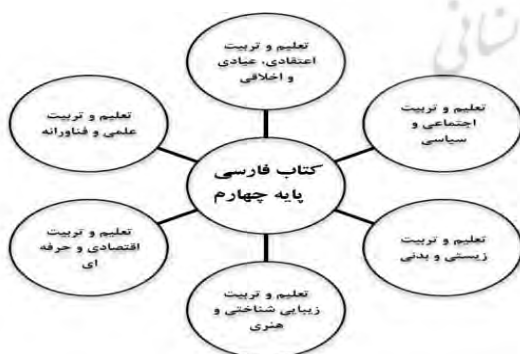 تعلیم و تربیت
اعتقادی، عبادی
و اخلاقی
تعلیم و تربیت
اجتماعی و
سیاسی
تعلیم و تربیت
زیستی و بدنی
تعلیم و تربیت
زیبایی شناختی و
هنری
تعلیم و تربیت
اقتصادی و حرفه
ای
تعلیم و تربیت
علمی و فناورانه
کتاب فارسی
پایه چهارم